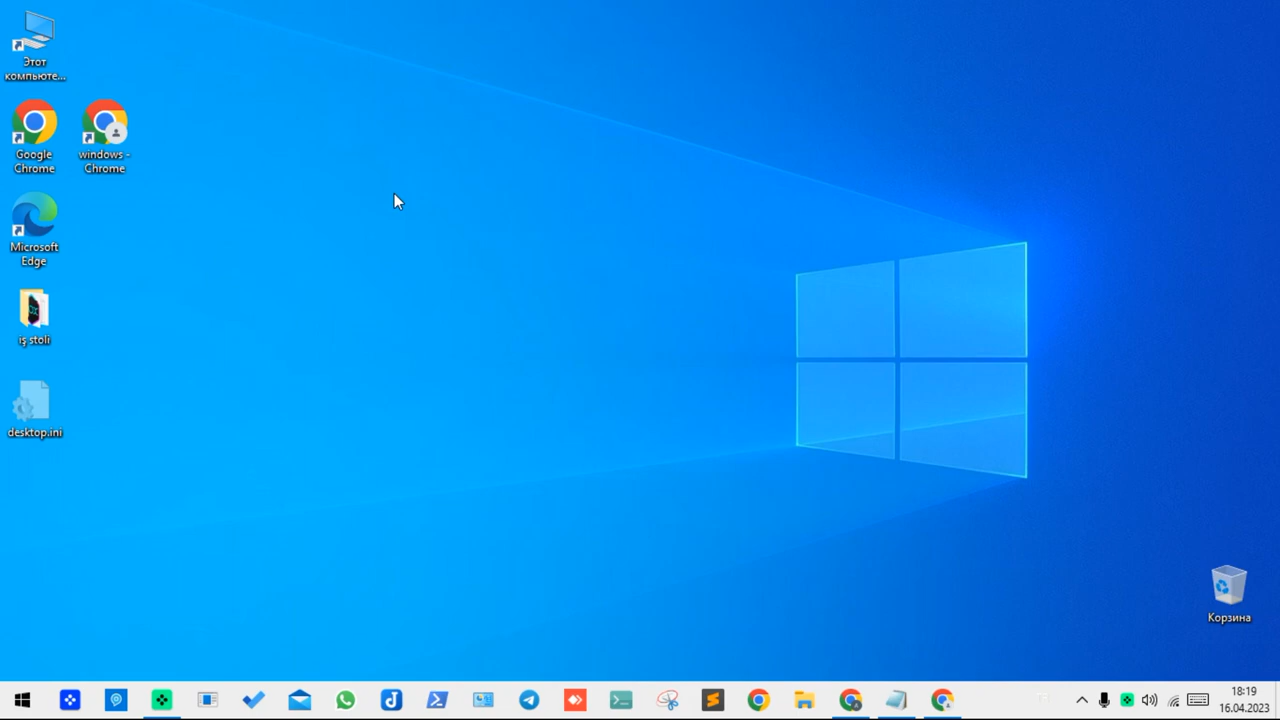 Этот
компьюте...
Google
Chrome
windows -
Chrome
Microsoft
Edge
iş stoli
desktop.ini
Корзина
18:19
16.04.2023